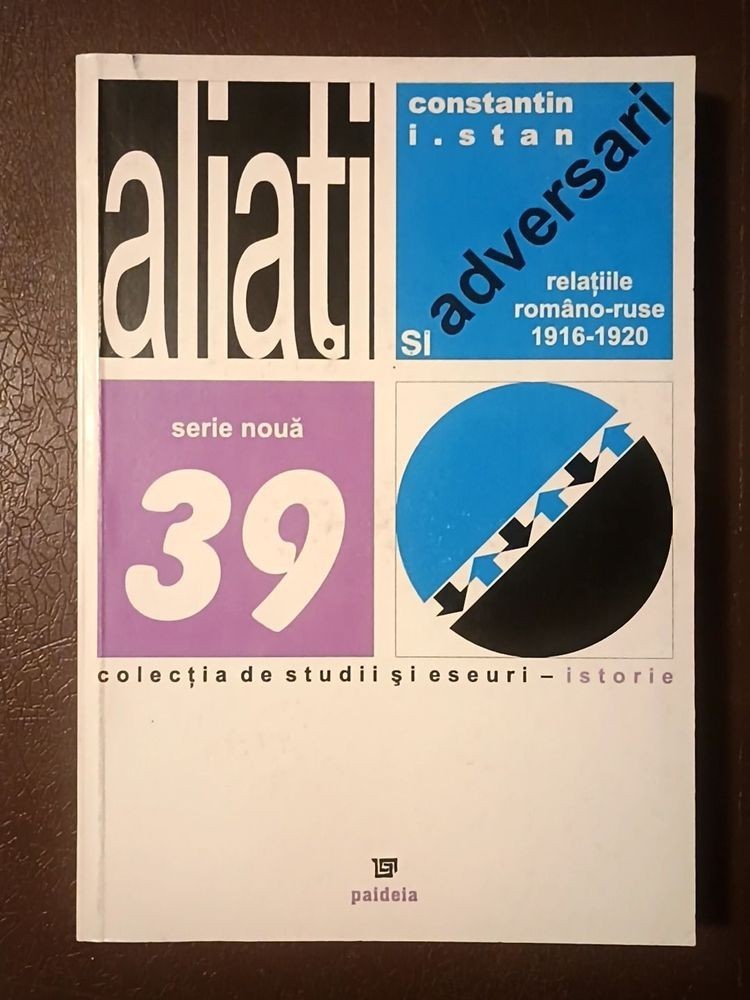 aliați
constantin
i.stan
și
adversari
relațiile
româno-ruse
1916-1920
serie nouă
39
colecția de studii și eseuri – istorie
paideia